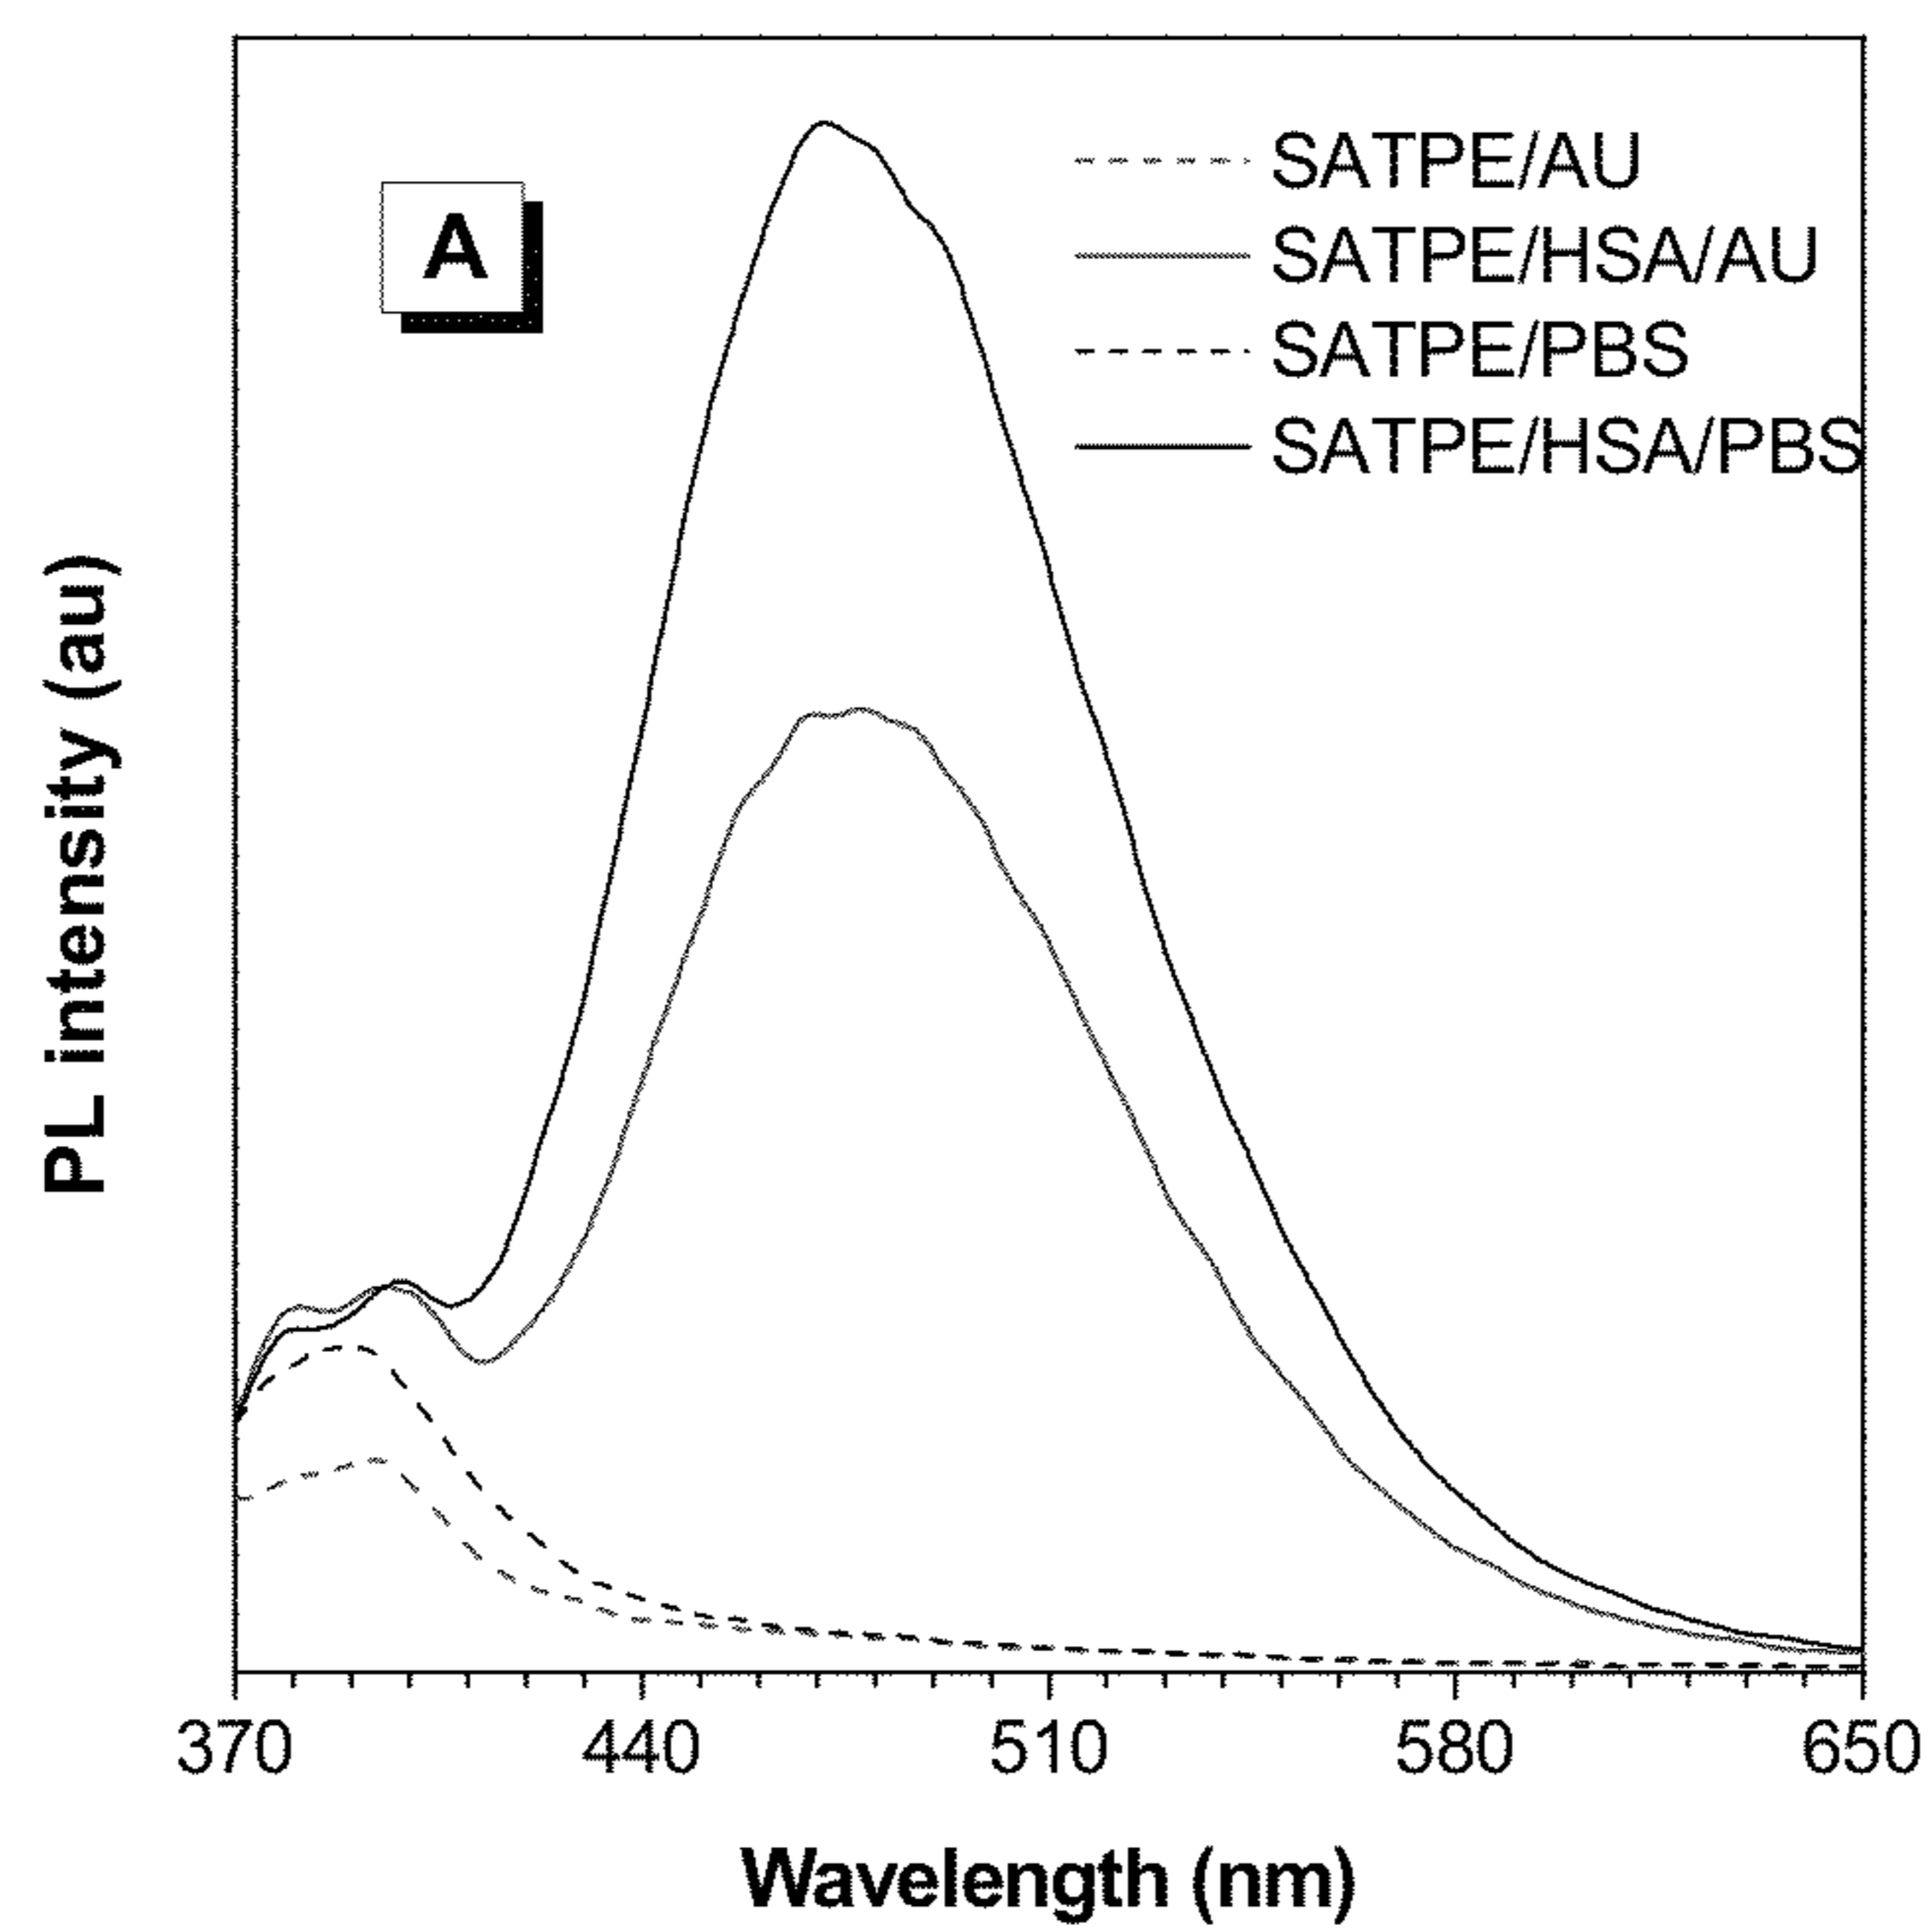 A
SATPE/AU
SATPE/HSA/AU
SATPE/PBS
SATPE/HSA/PBS
PL intensity (au)
370 440 510 580 650
Wavelength (nm)